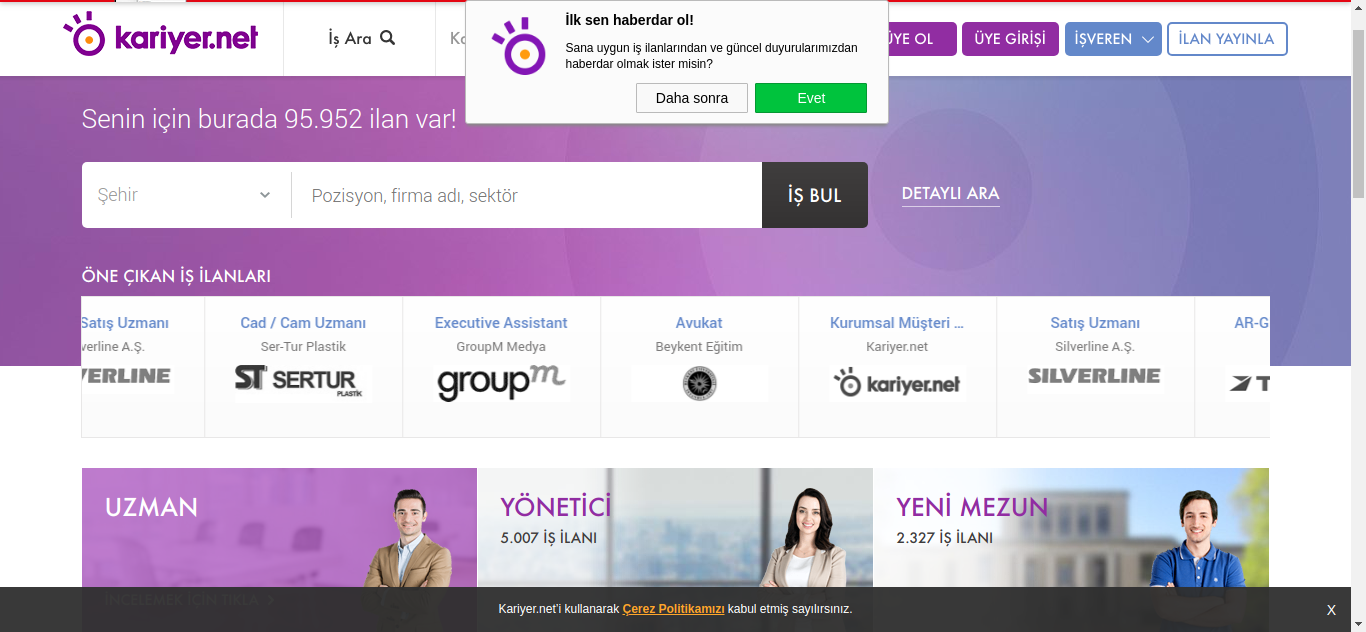 kariyer.net
İş Ara
İlk sen haberdar ol!
Sana uygun iş ilanlarından ve güncel duyurularımızdan
haberdar olmak ister misin?
Daha sonra
Evet
ÜYE OL
ÜYE GİRİŞİ
İŞVEREN
İLAN YAYINLA
Senin için burada 95.952 ilan var!
Şehir
Pozisyon, firma adı, sektör
İŞ BUL
DETAYLI ARA
ÖNE ÇIKAN İŞ İLANLARI
Satış Uzmanı
verline A.Ş.
VERLINE
Cad / Cam Uzmanı
Ser-Tur Plastik
ST SERTUR
PLASTİK
Executive Assistant
GroupM Medya
groupm
Avukat
Beykent Eğitim
Kurumsal Müşteri ...
Kariyer.net
kariyer.net
Satış Uzmanı
Silverline A.Ş.
SILVERLINE
AR-G
T
UZMAN
İNCELEMEK İÇİN TIKLA >
YÖNETİCİ
5.007 İŞ İLANI
YENİ MEZUN
2.327 İŞ İLANI
Kariyer.net'i kullanarak Çerez Politikamızı kabul etmiş sayılırsınız.
X